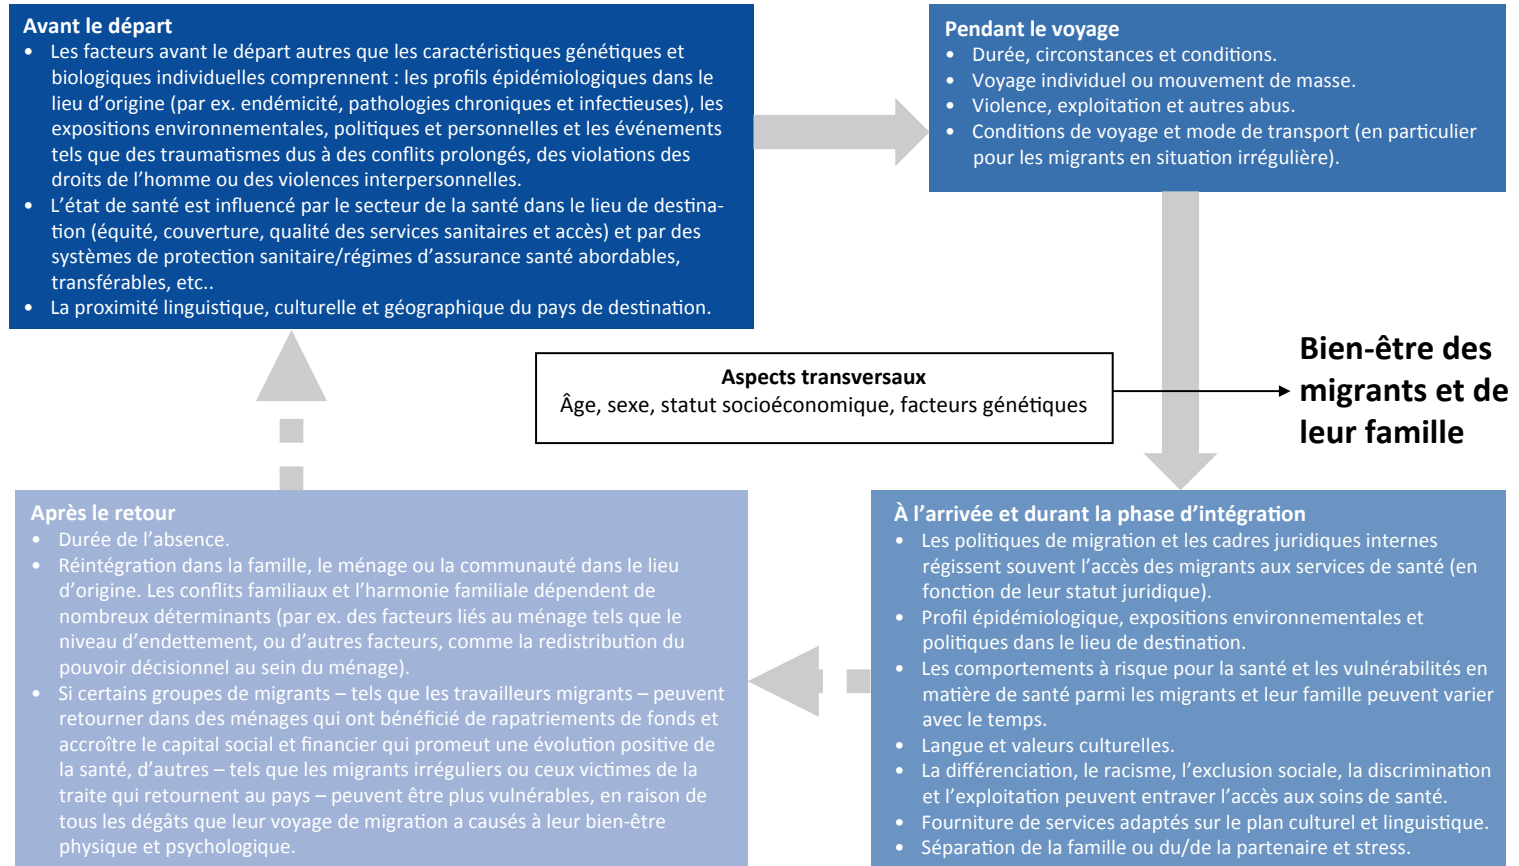 Avant le départ
• Les facteurs avant le départ autres que les caractéristiques génétiques et
biologiques individuelles comprennent : les profils épidémiologiques dans le
lieu d’origine (par ex. endémicité, pathologies chroniques et infectieuses), les
expositions environnementales, politiques et personnelles et les événements
tels que des traumatismes dus à des conflits prolongés, des violations des
droits de l’homme ou des violences interpersonnelles.
• L’état de santé est influencé par le secteur de la santé dans le lieu de destina-
tion (équité, couverture, qualité des services sanitaires et accès) et par des
systèmes de protection sanitaire/régimes d’assurance santé abordables,
transférables, etc..
• La proximité linguistique, culturelle et géographique du pays de destination.
Pendant le voyage
• Durée, circonstances et conditions.
• Voyage individuel ou mouvement de masse.
• Violence, exploitation et autres abus.
• Conditions de voyage et mode de transport (en particulier
pour les migrants en situation irrégulière).
Aspects transversaux
Âge, sexe, statut socioéconomique, facteurs génétiques
Bien-être des
migrants et de
leur famille
À l’arrivée et durant la phase d’intégration
• Les politiques de migration et les cadres juridiques internes
régissent souvent l’accès des migrants aux services de santé (en
fonction de leur statut juridique).
• Profil épidémiologique, expositions environnementales et
politiques dans le lieu de destination.
• Les comportements à risque pour la santé et les vulnérabilités en
matière de santé parmi les migrants et leur famille peuvent varier
avec le temps.
• Langue et valeurs culturelles.
• La différenciation, le racisme, l’exclusion sociale, la discrimination
et l’exploitation peuvent entraver l’accès aux soins de santé.
• Fourniture de services adaptés sur le plan culturel et linguistique.
• Séparation de la famille ou du/de la partenaire et stress.
Après le retour
• Durée de l’absence.
• Réintégration dans la famille, le ménage ou la communauté dans le lieu
d’origine. Les conflits familiaux et l’harmonie familiale dépendent de
nombreux déterminants (par ex. des facteurs liés au ménage tels que le
niveau d’endettement, ou d’autres facteurs, comme la redistribution du
pouvoir décisionnel au sein du ménage).
• Si certains groupes de migrants – tels que les travailleurs migrants – peuvent
retourner dans des ménages qui ont bénéficié de rapatriements de fonds et
accroître le capital social et financier qui promeut une évolution positive de
la santé, d’autres – tels que les migrants irréguliers ou ceux victimes de la
traite qui retournent au pays – peuvent être plus vulnérables, en raison de
tous les dégâts que leur voyage de migration a causés à leur bien-être
physique et psychologique.